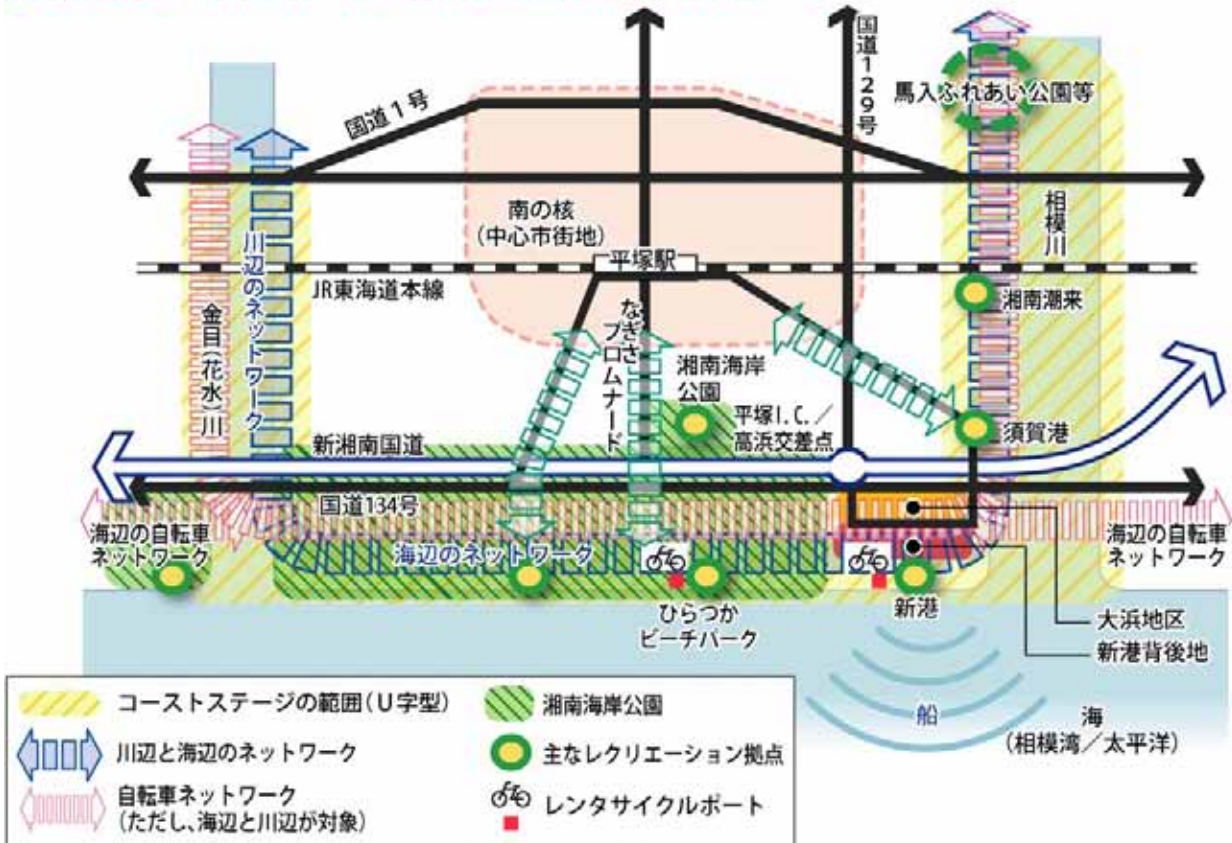 国道129号
馬入ふれあい公園等
国道1号
相模川
南の核
(中心市街地)
平塚駅
川辺のネットワーク
JR東海道本線
湘南潮来
金目(花水)川
なぎさ
プロムナード
湘南海岸
公園
平塚I.C./
高浜交差点
須賀港
新湘南国道
国道134号
海辺の自転車
ネットワーク
海辺のネットワーク
海辺の自転車
ネットワーク
ひらつか
ビーチパーク
新港
大浜地区
新港背後地
船
海
(相模湾/太平洋)
コーストステージの範囲(U字型)
川辺と海辺のネットワーク
自転車ネットワーク
(ただし、海辺と川辺が対象)
湘南海岸公園
主なレクリエーション拠点
レンタサイクルポート